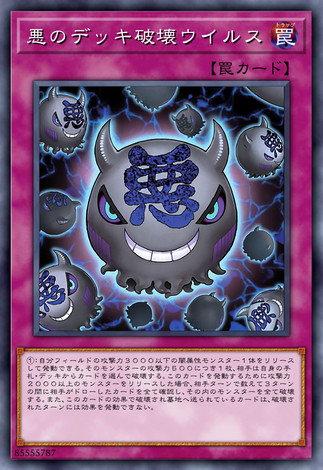 悪のデッキ破壊ウイルス
罠
トラップ
【罠カード】
悪
①:自分フィールドの攻撃力3000以下の闇属性モンスター1体をリリース
して発動できる。そのモンスターの攻撃力500につき1枚、相手は自身の手
札・デッキからカードを選んで破壊する。このカードを発動するために攻撃力
2000以上のモンスターをリリースした場合、相手ターンで数えて3ターンの
間に相手がドローしたカードを全て確認し、その内のモンスターを全て破壊
する。また、このカードの効果で破壊され墓地へ送られているカードは、破壊さ
れたターンには効果を発動できない。
85555787